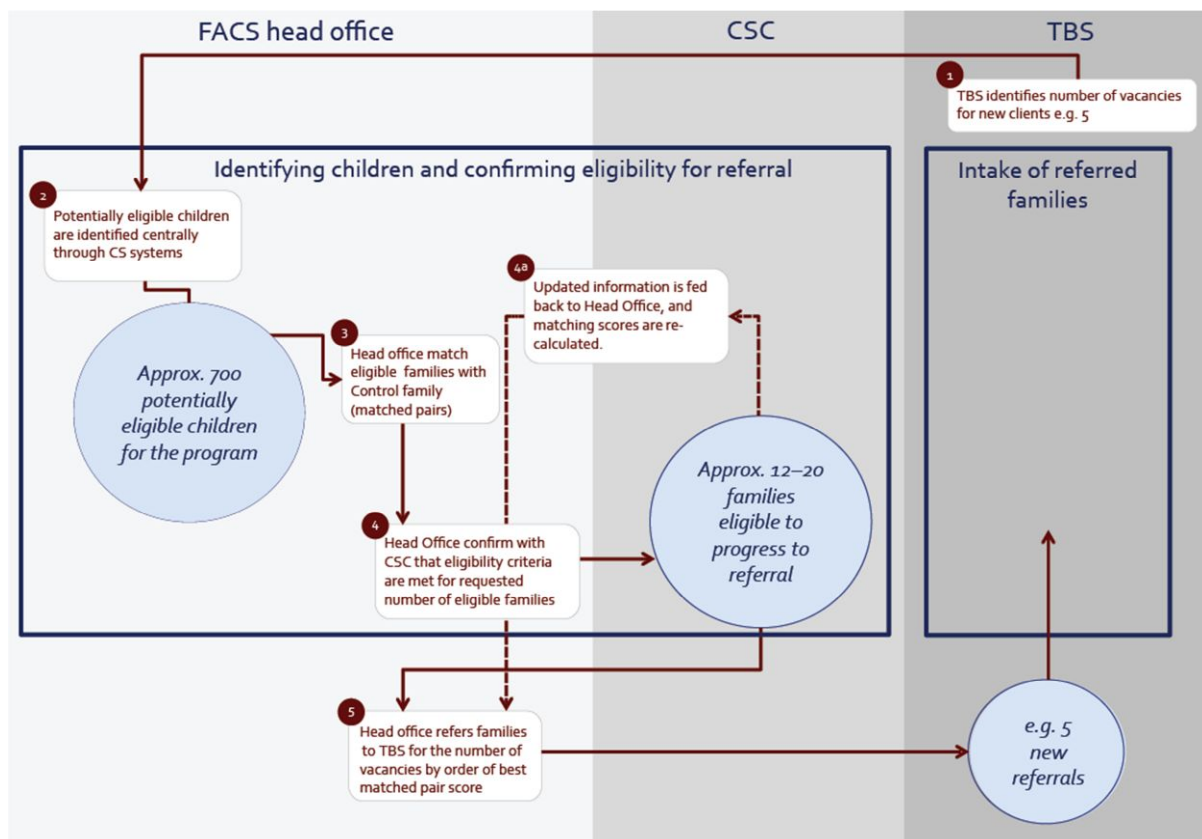 FACS head office
CSC
TBS
1
TBS identifies number of vacancies
for new clients e.g. 5
Identifying children and confirming eligibility for referral
Intake of referred
families
2
Potentially eligible children
are identified centrally
through CS systems
4a
Updated information is fed
back to Head Office, and
matching scores are re-
calculated.
3
Head office match
eligible families with
Control family
(matched pairs)
Approx. 700
potentially
eligible children
for the program
Approx. 12–20
families
eligible to
progress to
referral
4
Head Office confirm with
CSC that eligibility criteria
are met for requested
number of eligible families
5
Head office refers families
to TBS for the number of
vacancies by order of best
matched pair score
e.g. 5
new
referrals